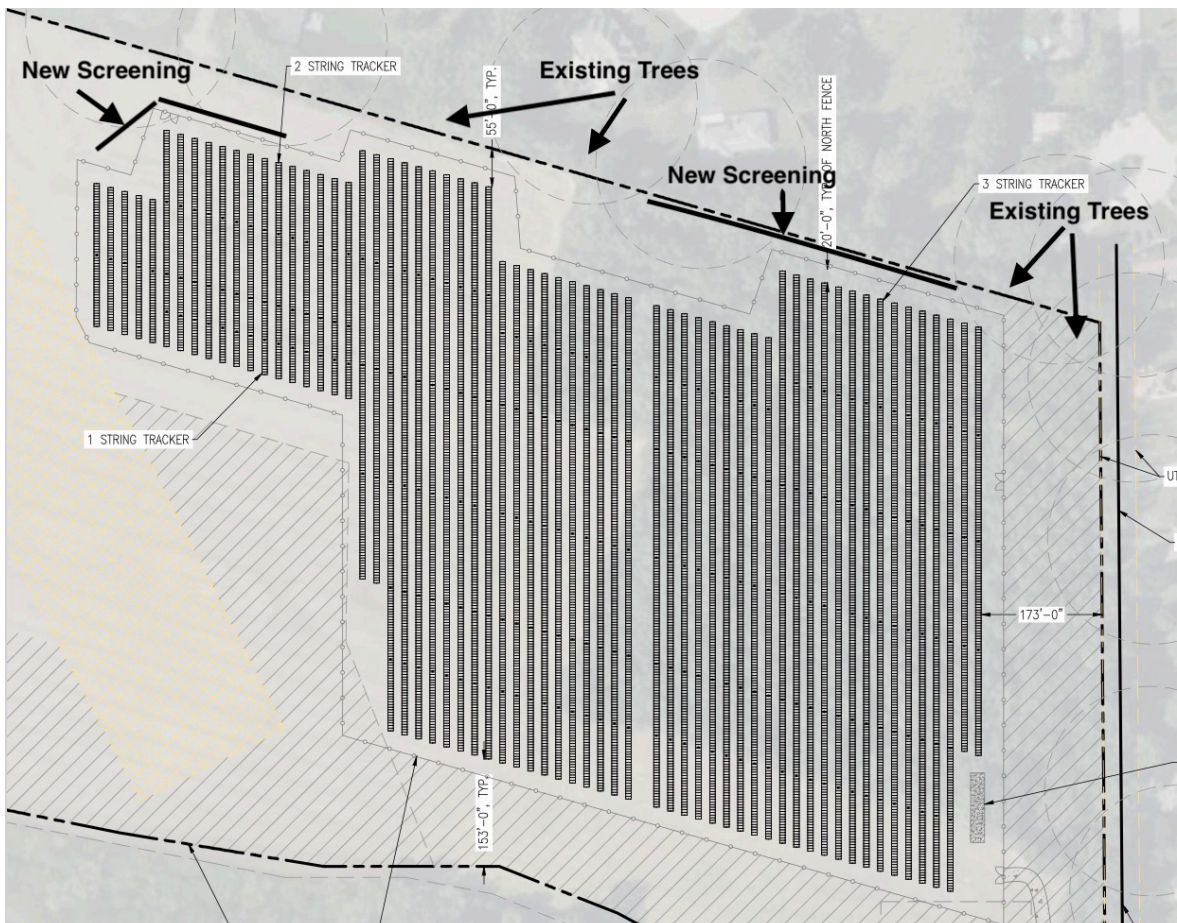 New Screening
2 STRING TRACKER
Existing Trees
55'-0", TYP.
New Screening
20'-0", TYP. OF NORTH FENCE
3 STRING TRACKER
Existing Trees
1 STRING TRACKER
UT
173'-0"
153'-0", TYP.